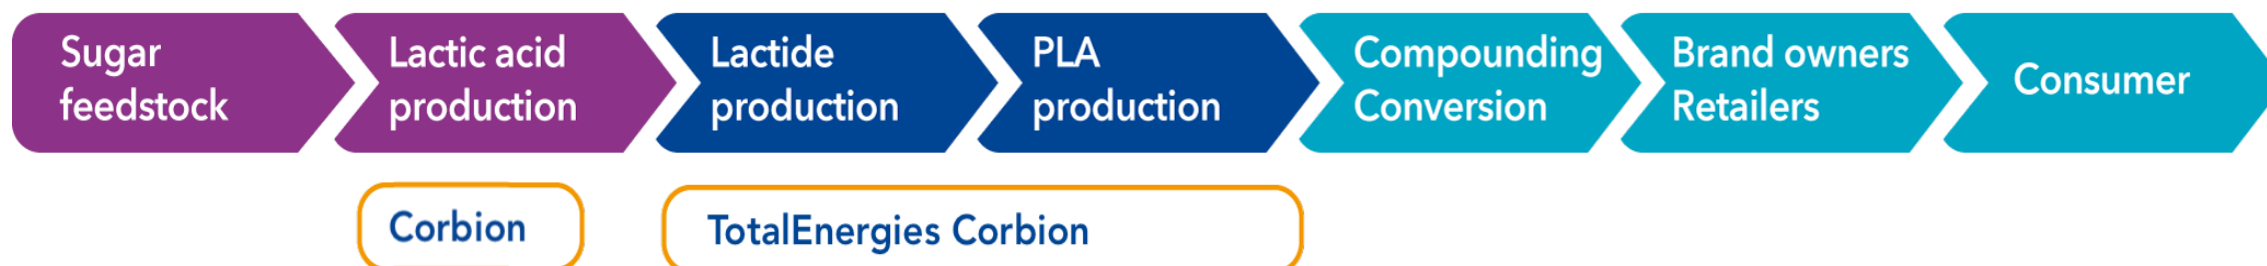 Sugar
feedstock
Lactic acid
production
Lactide
production
PLA
production
Compounding
Conversion
Brand owners
Retailers
Consumer
Corbion
TotalEnergies Corbion